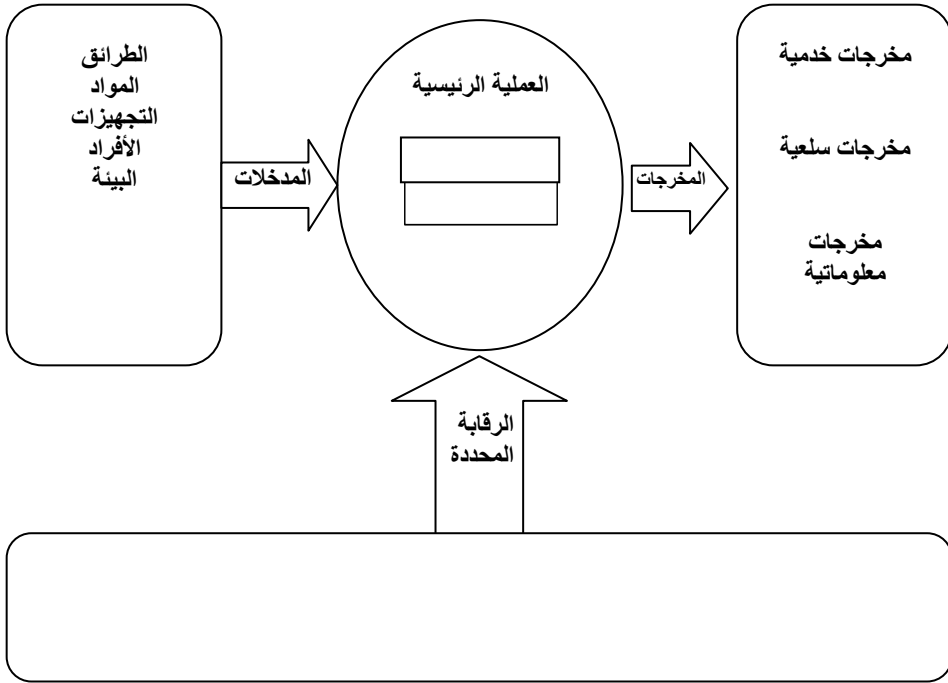 الطرائق
المواد
التجهيزات
الأفراد
البيئة
المدخلات
العملية الرئيسية
المخرجات
مخرجات خدمية
مخرجات سلعية
مخرجات
معلوماتية
الرقابة
المحددة